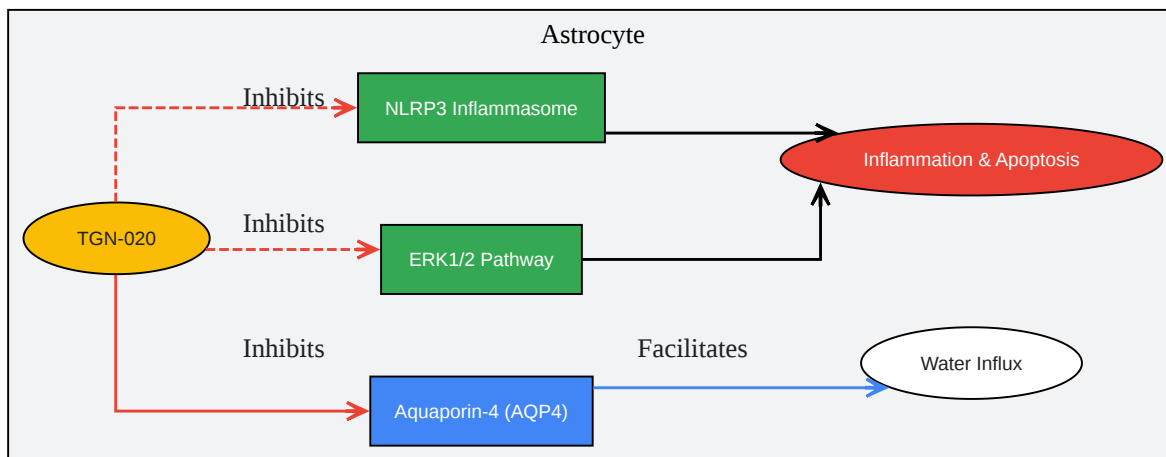 Astrocyte
Inhibits
NLRP3 Inflammasome
Inflammation & Apoptosis
Inhibits
TGN-020
ERK1/2 Pathway
Inhibits
Facilitates
Water Influx
Aquaporin-4 (AQP4)